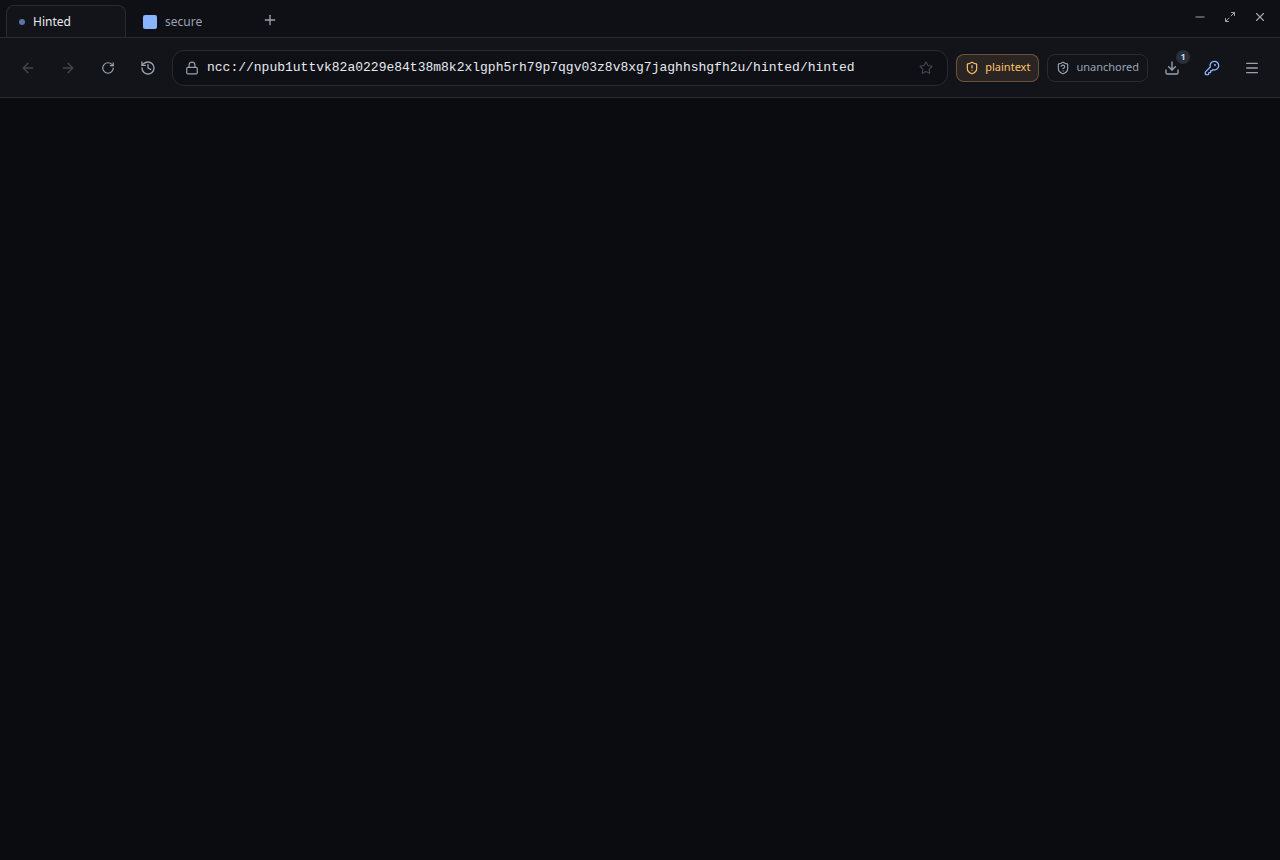 Hinted
secure
ncc://npub1uttvk82a0229e84t38m8k2xlgph5rh79p7qgv03z8v8xg7jaghhshgfh2u/hinted/hinted
plaintext
unanchored
1